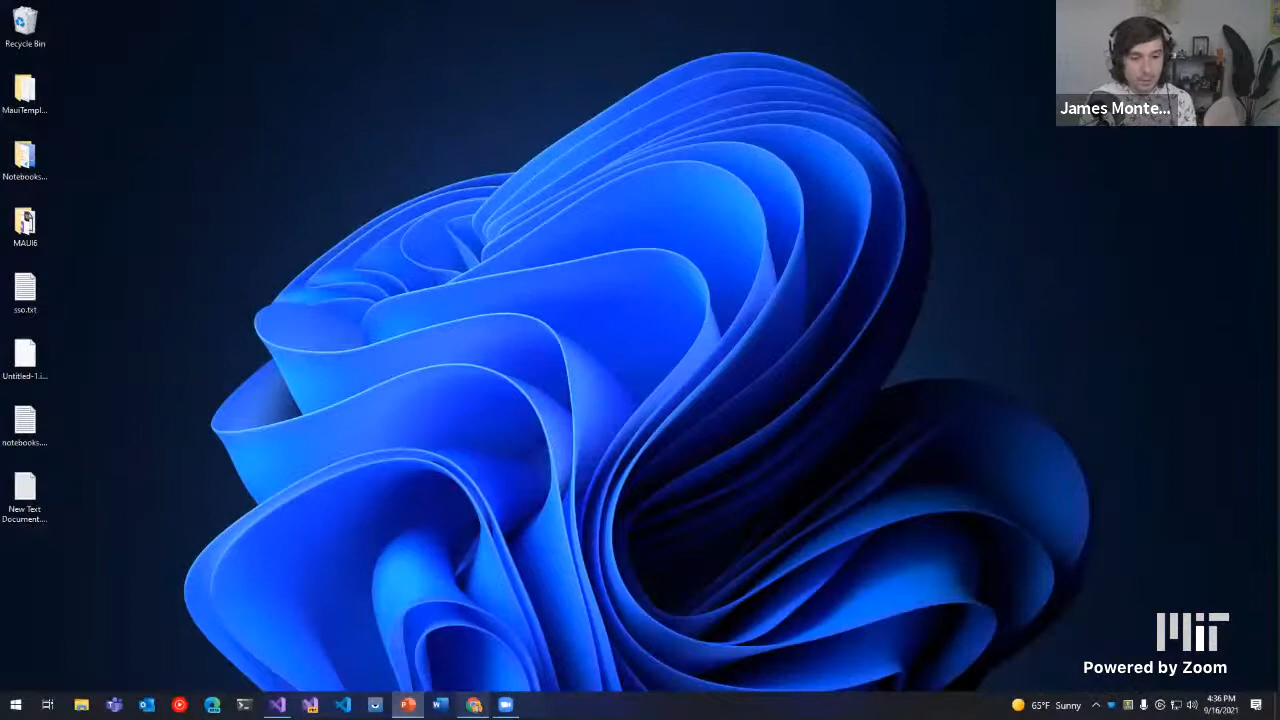 Recycle Bin
MauiTempl...
Notebooks...
MAUI6
sso.txt
Untitled-1.i...
notebooks....
New Text
Document....
James Monte...
MIT
Powered by Zoom
65°F Sunny
4:36 PM
9/16/2021